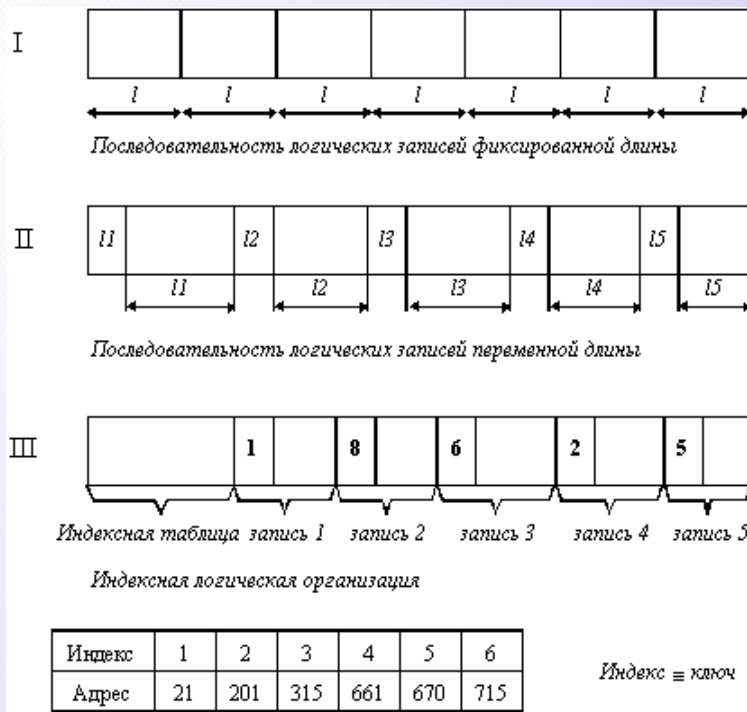 I
l l l l l l l
Последовательность логических записей фиксированной длины
II
l1 l2 l3 l4 l5
l1 l2 l3 l4 l5
Последовательность логических записей переменной длины
III
1 8 6 2 5
Индексная таблица запись 1 запись 2 запись 3 запись 4 запись 5
Индексная логическая организация
Индекс 1 2 3 4 5 6
Адрес 21 201 315 661 670 715
Индекс ≡ ключ